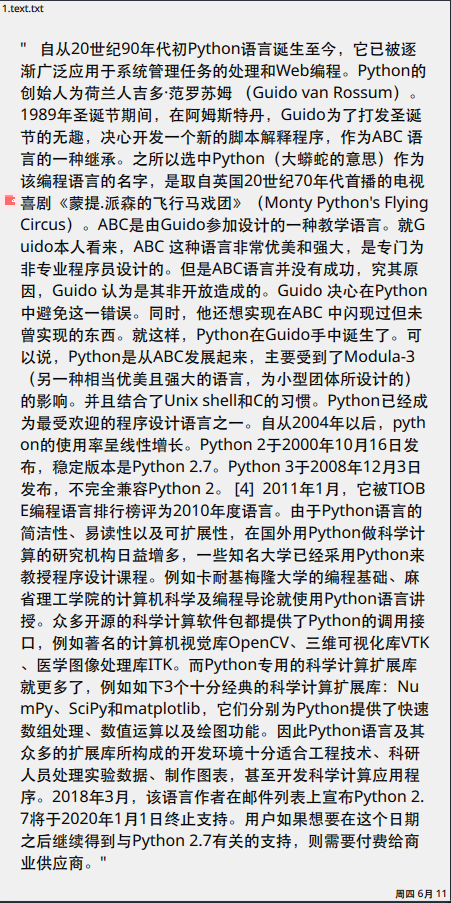 1.text.txt
"   自从20世纪90年代初Python语言诞生至今，它已被逐
渐广泛应用于系统管理任务的处理和Web编程。Python的
创始人为荷兰人吉多·范罗苏姆 （Guido van Rossum）。
1989年圣诞节期间，在阿姆斯特丹，Guido为了打发圣诞
节的无趣，决心开发一个新的脚本解释程序，作为ABC 语
言的一种继承。之所以选中Python（大蟒蛇的意思）作为
该编程语言的名字，是取自英国20世纪70年代首播的电视
喜剧《蒙提.派森的飞行马戏团》（Monty Python's Flying
Circus）。ABC是由Guido参加设计的一种教学语言。就G
uido本人看来，ABC 这种语言非常优美和强大，是专门为
非专业程序员设计的。但是ABC语言并没有成功，究其原
因，Guido 认为是其非开放造成的。Guido 决心在Python
中避免这一错误。同时，他还想实现在ABC 中闪现过但未
曾实现的东西。就这样，Python在Guido手中诞生了。可
以说，Python是从ABC发展起来，主要受到了Modula-3
（另一种相当优美且强大的语言，为小型团体所设计的）
的影响。并且结合了Unix shell和C的习惯。Python已经成
为最受欢迎的程序设计语言之一。自从2004年以后，pyth
on的使用率呈线性增长。Python 2于2000年10月16日发
布，稳定版本是Python 2.7。Python 3于2008年12月3日
发布，不完全兼容Python 2。 [4]  2011年1月，它被TIOB
E编程语言排行榜评为2010年度语言。由于Python语言的
简洁性、易读性以及可扩展性，在国外用Python做科学计
算的研究机构日益增多，一些知名大学已经采用Python来
教授程序设计课程。例如卡耐基梅隆大学的编程基础、麻
省理工学院的计算机科学及编程导论就使用Python语言讲
授。众多开源的科学计算软件包都提供了Python的调用接
口，例如著名的计算机视觉库OpenCV、三维可视化库VTK
、医学图像处理库ITK。而Python专用的科学计算扩展库
就更多了，例如如下3个十分经典的科学计算扩展库：Nu
mPy、SciPy和matplotlib，它们分别为Python提供了快速
数组处理、数值运算以及绘图功能。因此Python语言及其
众多的扩展库所构成的开发环境十分适合工程技术、科研
人员处理实验数据、制作图表，甚至开发科学计算应用程
序。2018年3月，该语言作者在邮件列表上宣布Python 2.
7将于2020年1月1日终止支持。用户如果想要在这个日期
之后继续得到与Python 2.7有关的支持，则需要付费给商
业供应商。"
周四 6月 11